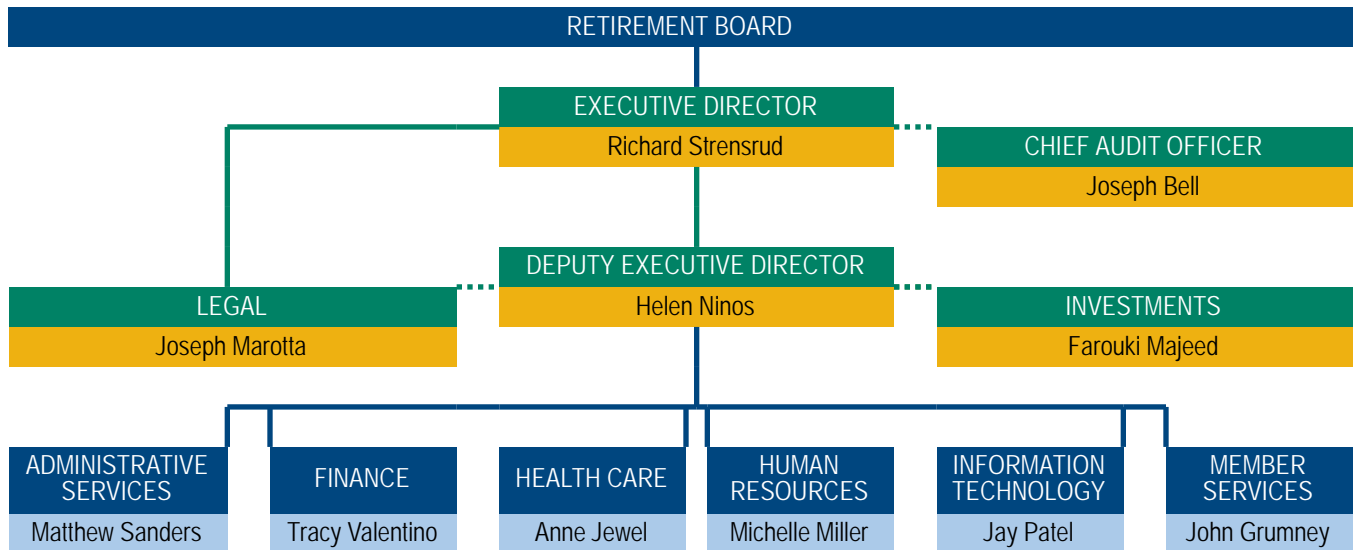 RETIREMENT BOARD
EXECUTIVE DIRECTOR
Richard Strensrud
CHIEF AUDIT OFFICER
Joseph Bell
DEPUTY EXECUTIVE DIRECTOR
Helen Ninos
LEGAL
Joseph Marotta
INVESTMENTS
Farouki Majeed
ADMINISTRATIVE
SERVICES
Matthew Sanders
FINANCE
Tracy Valentino
HEALTH CARE
Anne Jewel
HUMAN
RESOURCES
Michelle Miller
INFORMATION
TECHNOLOGY
Jay Patel
MEMBER
SERVICES
John Grumney